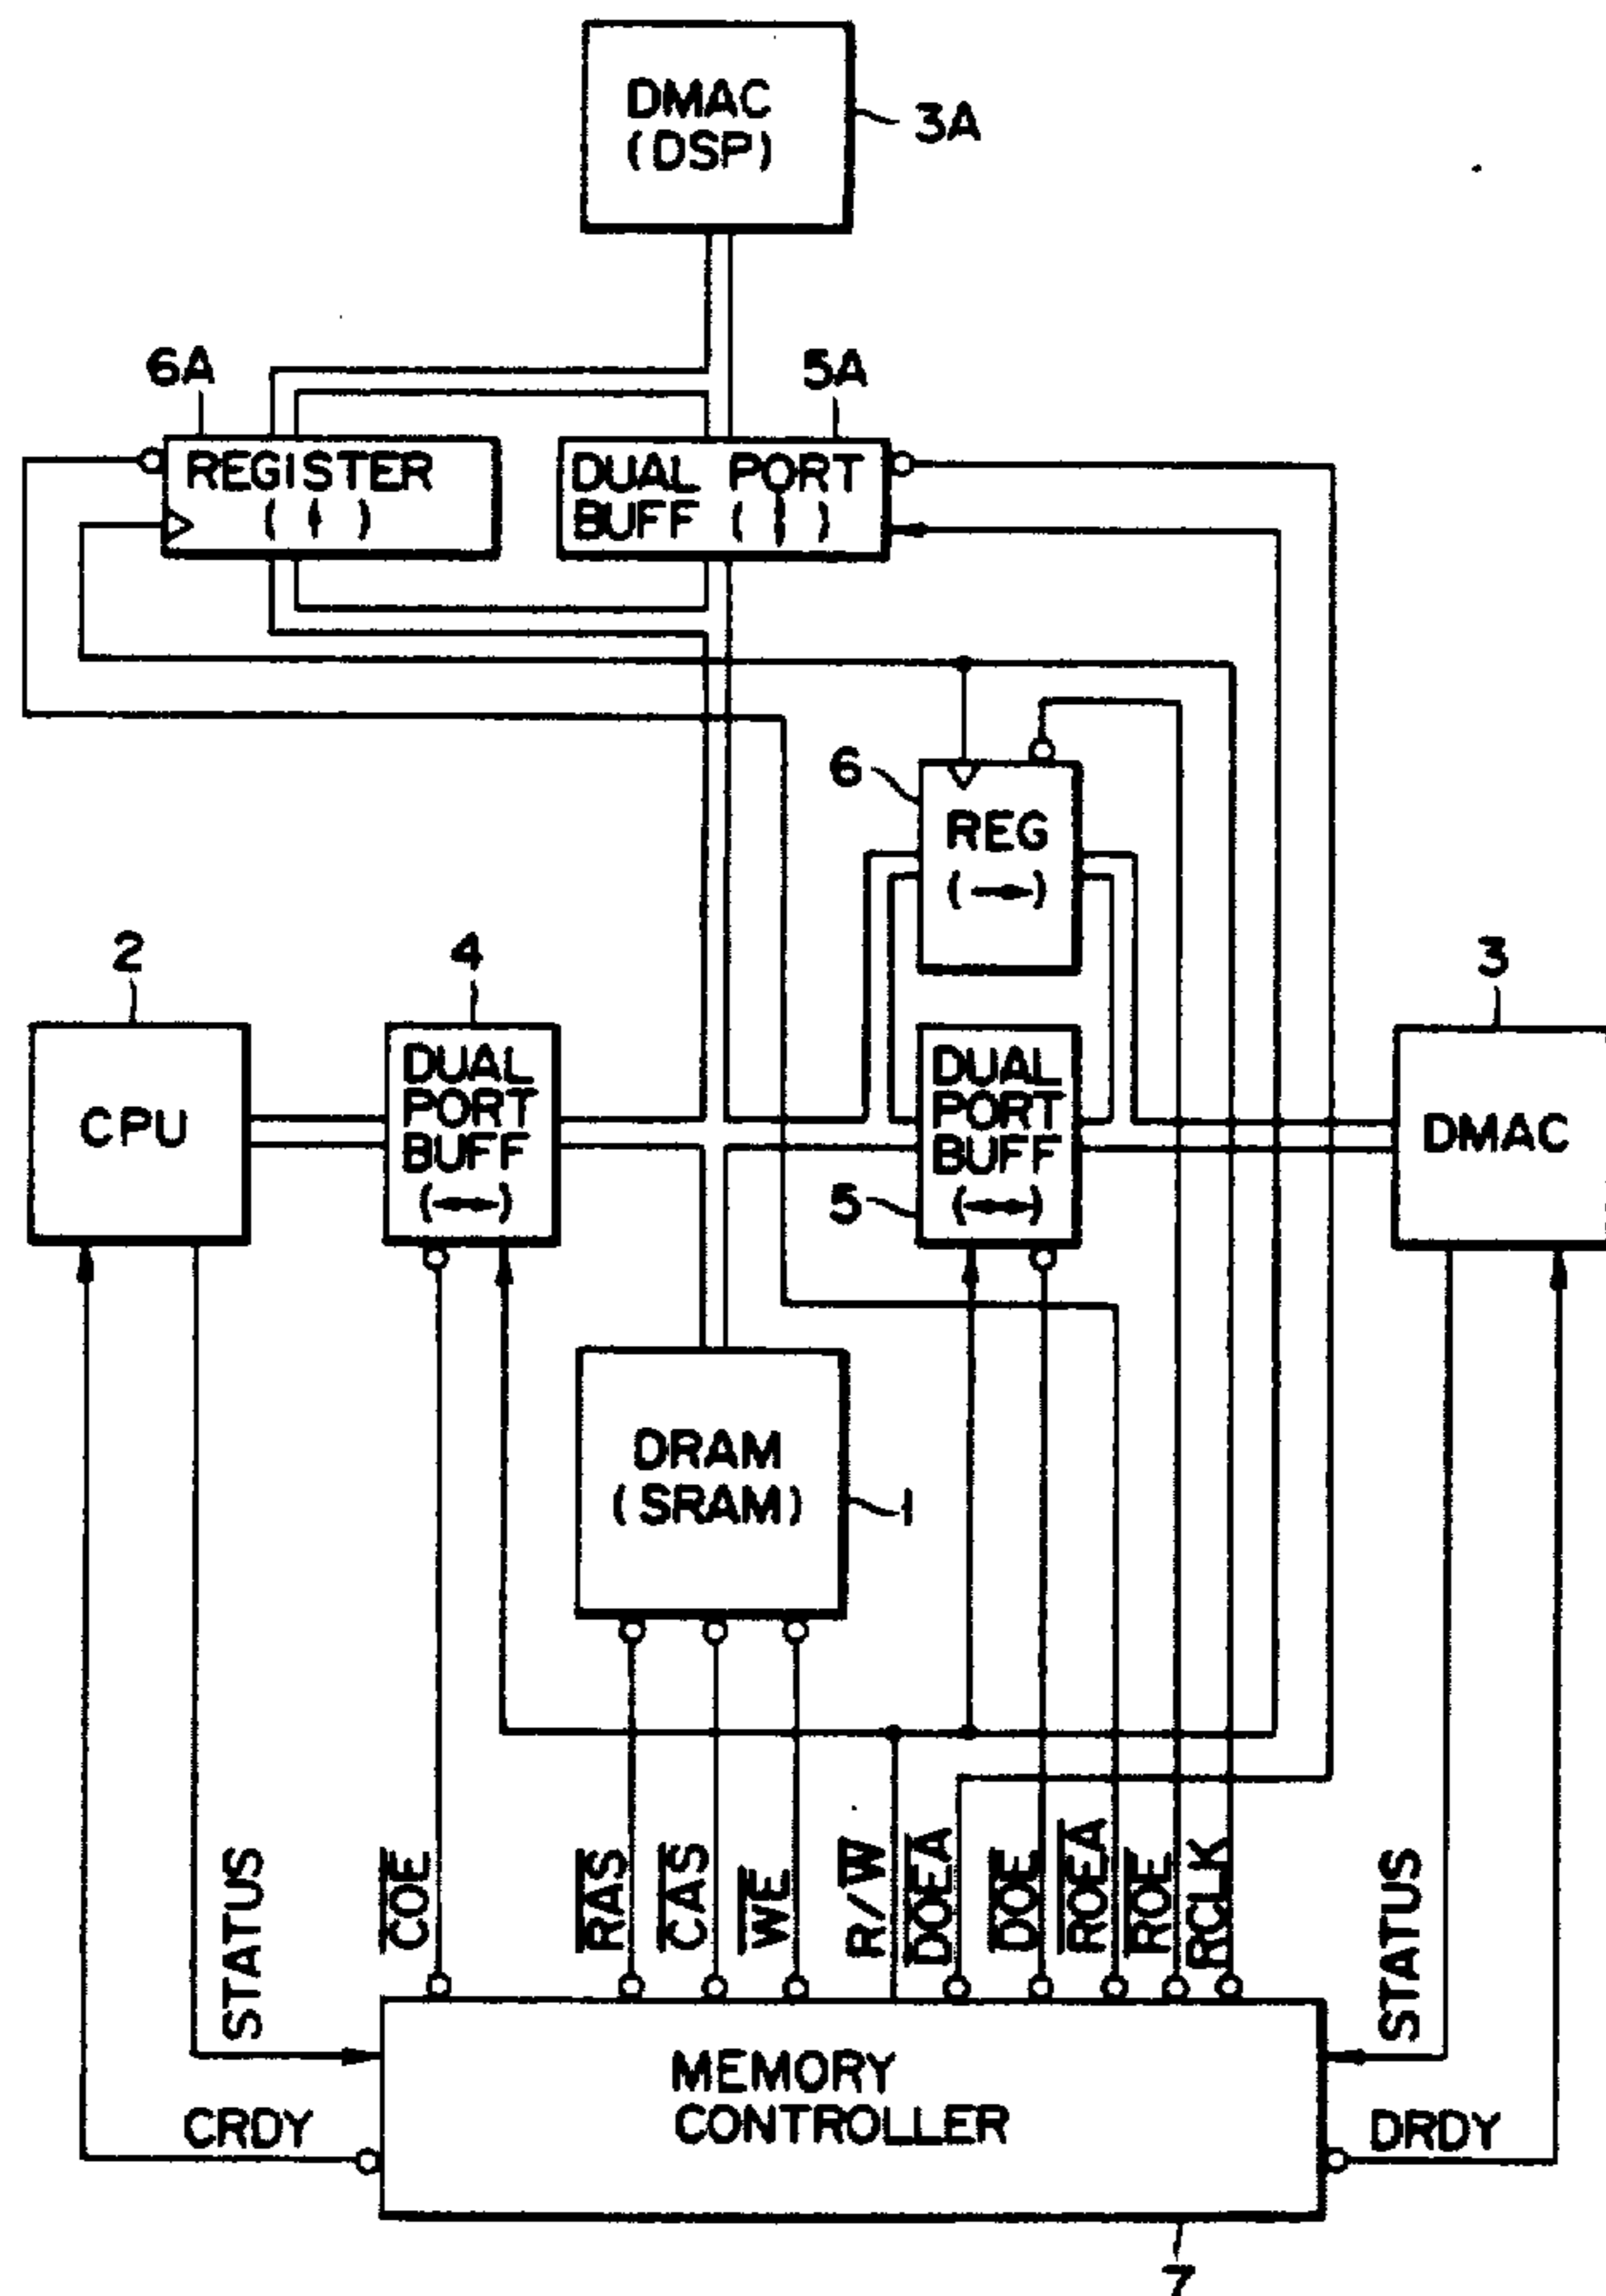 DMAC
(DSP)
3A
6A
5A
REGISTER
( )
DUAL PORT
BUFF ( )
6
REG
( )
2
4
3
CPU
DUAL
PORT
BUFF
( )
DUAL
PORT
BUFF
( )
5
DMAC
DRAM
(SRAM)
1
STATUS
COE
RAS
CAS
WE
R/W
DOEA
DOE
ROEA
ROE
RCLK
STATUS
MEMORY
CONTROLLER
CRDY
DRDY
7